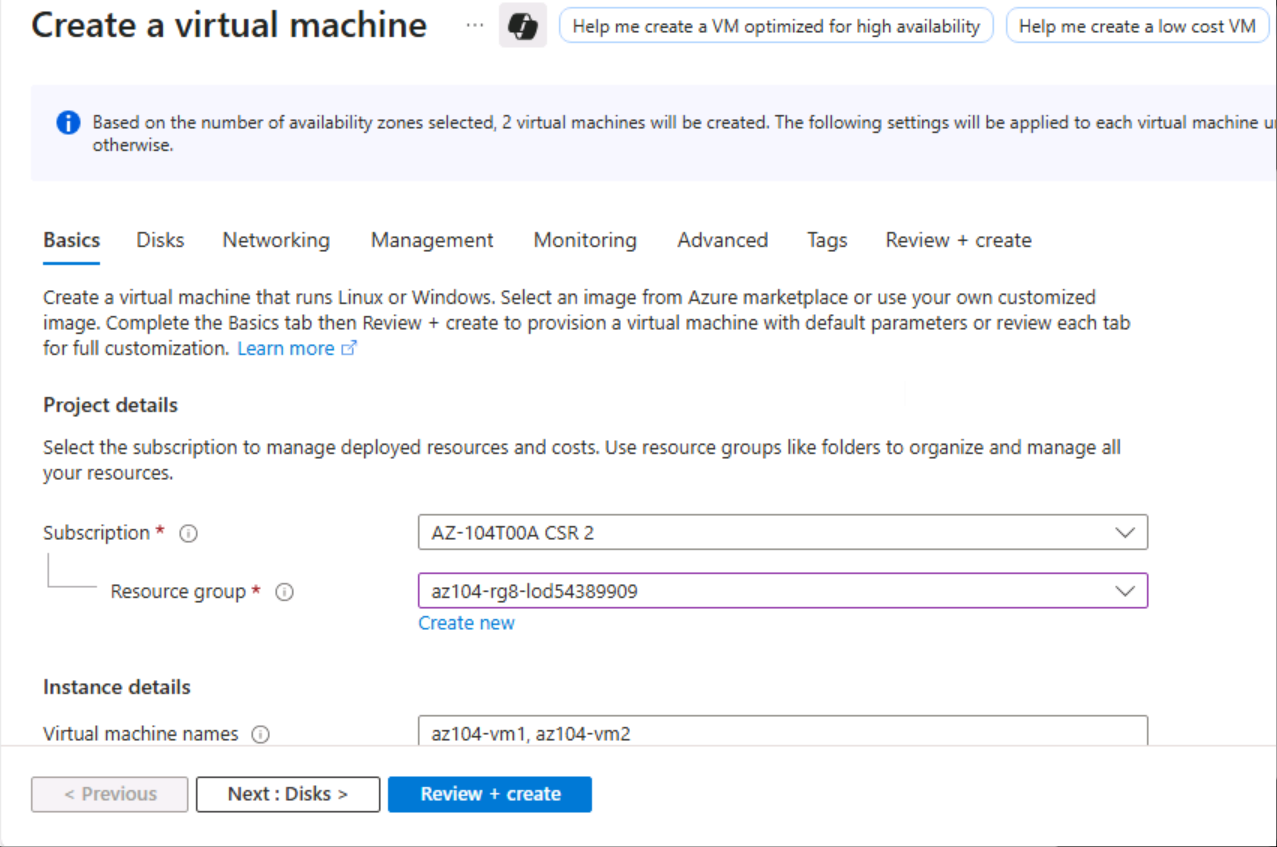 Create a virtual machine ... Help me create a VM optimized for high availability Help me create a low cost VM
Based on the number of availability zones selected, 2 virtual machines will be created. The following settings will be applied to each virtual machine
otherwise.
Basics Disks Networking Management Monitoring Advanced Tags Review + create
Create a virtual machine that runs Linux or Windows. Select an image from Azure marketplace or use your own customized
image. Complete the Basics tab then Review + create to provision a virtual machine with default parameters or review each tab
for full customization. Learn more
Project details
Select the subscription to manage deployed resources and costs. Use resource groups like folders to organize and manage all
your resources.
Subscription * AZ-104T00A CSR 2
Resource group * az104-rg8-lod54389909
Create new
Instance details
Virtual machine names az104-vm1, az104-vm2
< Previous Next : Disks > Review + create